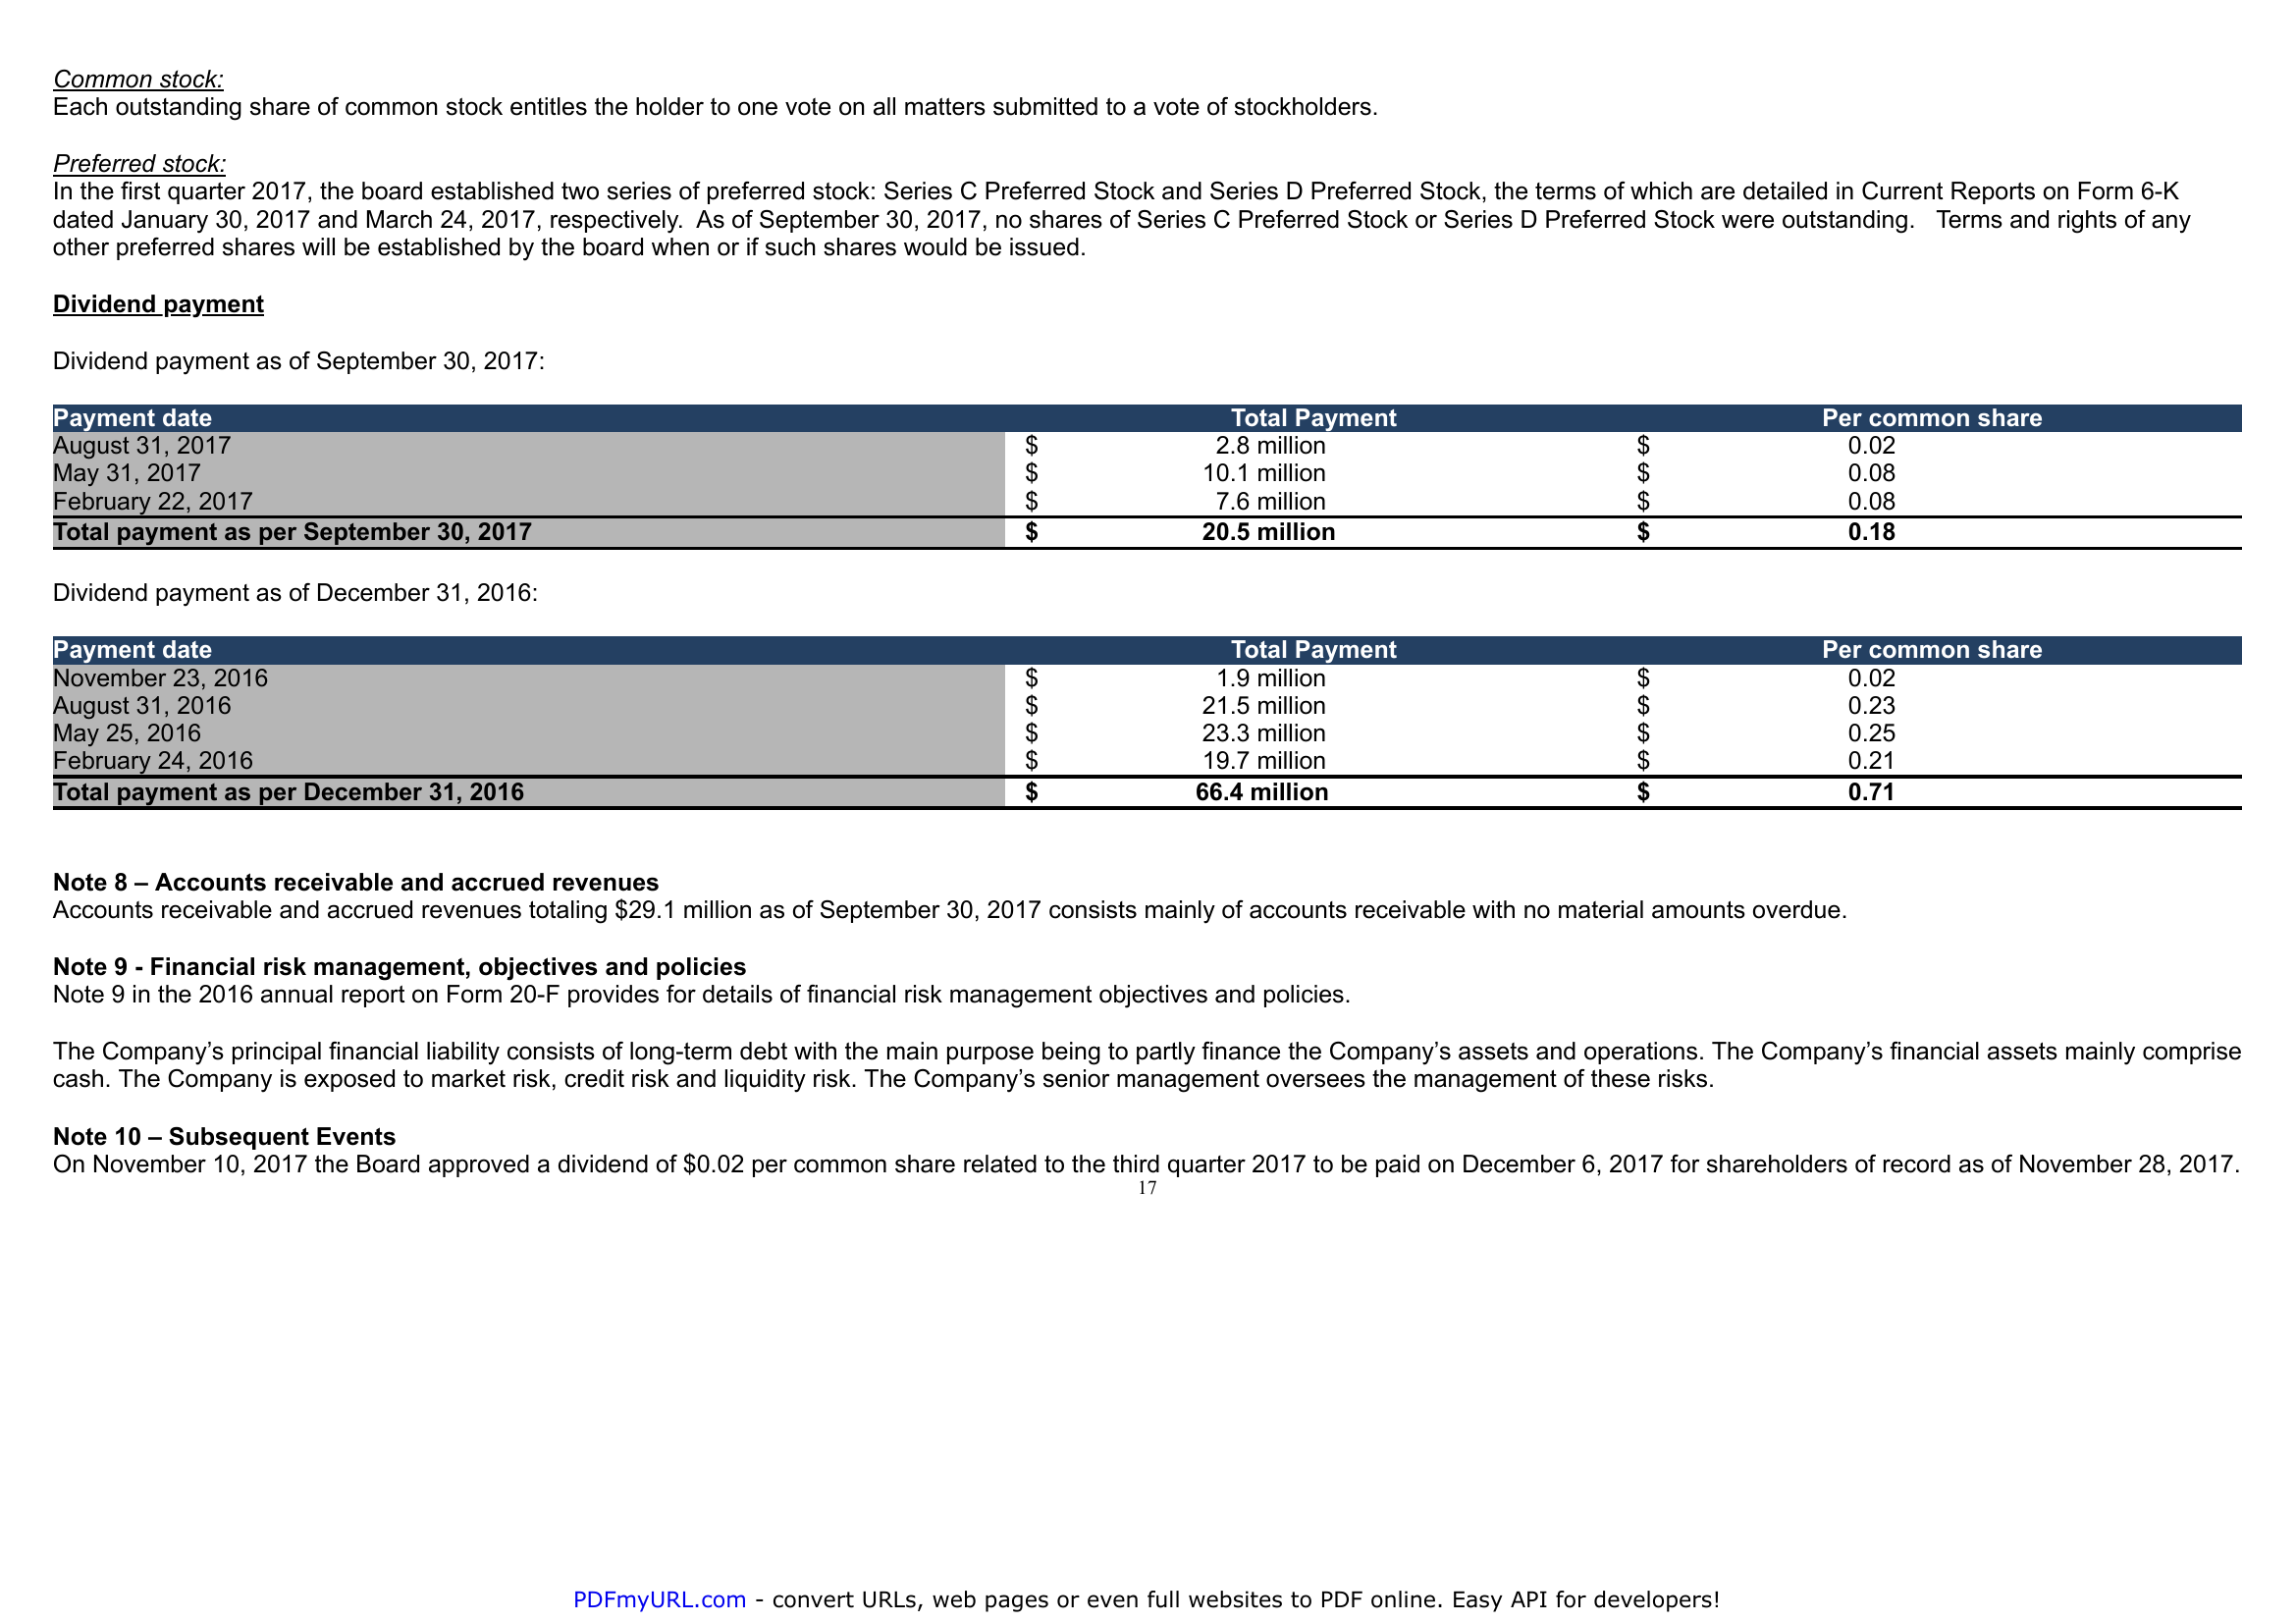 Common stock:
Each outstanding share of common stock entitles the holder to one vote on all matters submitted to a vote of stockholders.
Preferred stock:
In the first quarter 2017, the board established two series of preferred stock: Series C Preferred Stock and Series D Preferred Stock, the terms of which are detailed in Current Reports on Form 6-K
dated January 30, 2017 and March 24, 2017, respectively.  As of September 30, 2017, no shares of Series C Preferred Stock or Series D Preferred Stock were outstanding.   Terms and rights of any
other preferred shares will be established by the board when or if such shares would be issued.
Dividend payment
Dividend payment as of September 30, 2017:
Payment date Total Payment Per common share
August 31, 2017 $ 2.8 million $ 0.02
May 31, 2017 $ 10.1 million $ 0.08
February 22, 2017 $ 7.6 million $ 0.08
Total payment as per September 30, 2017 $ 20.5 million $ 0.18
Dividend payment as of December 31, 2016:
Payment date Total Payment Per common share
November 23, 2016 $ 1.9 million $ 0.02
August 31, 2016 $ 21.5 million $ 0.23
May 25, 2016 $ 23.3 million $ 0.25
February 24, 2016 $ 19.7 million $ 0.21
Total payment as per December 31, 2016 $ 66.4 million $ 0.71
Note 8 – Accounts receivable and accrued revenues
Accounts receivable and accrued revenues totaling $29.1 million as of September 30, 2017 consists mainly of accounts receivable with no material amounts overdue.
Note 9 - Financial risk management, objectives and policies
Note 9 in the 2016 annual report on Form 20-F provides for details of financial risk management objectives and policies.
The Company’s principal financial liability consists of long-term debt with the main purpose being to partly finance the Company’s assets and operations. The Company’s financial assets mainly comprise
cash. The Company is exposed to market risk, credit risk and liquidity risk. The Company’s senior management oversees the management of these risks.
Note 10 – Subsequent Events
On November 10, 2017 the Board approved a dividend of $0.02 per common share related to the third quarter 2017 to be paid on December 6, 2017 for shareholders of record as of November 28, 2017.
17
PDFmyURL.com - convert URLs, web pages or even full websites to PDF online. Easy API for developers!